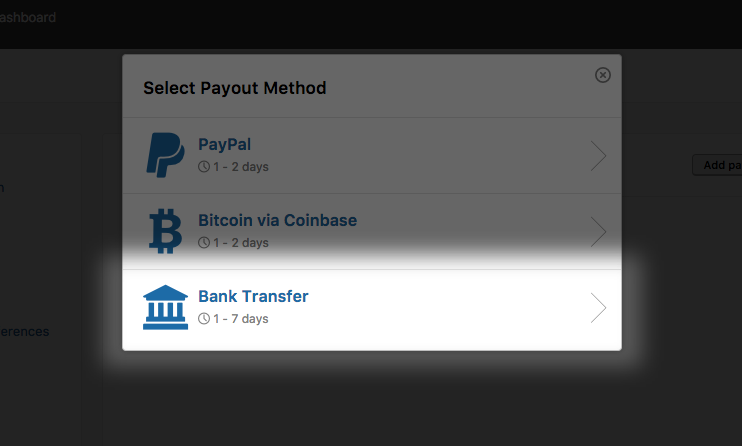 ashboard
Select Payout Method
PayPal
1 - 2 days
Add pa
Bitcoin via Coinbase
1 - 2 days
Bank Transfer
1 - 7 days
erences